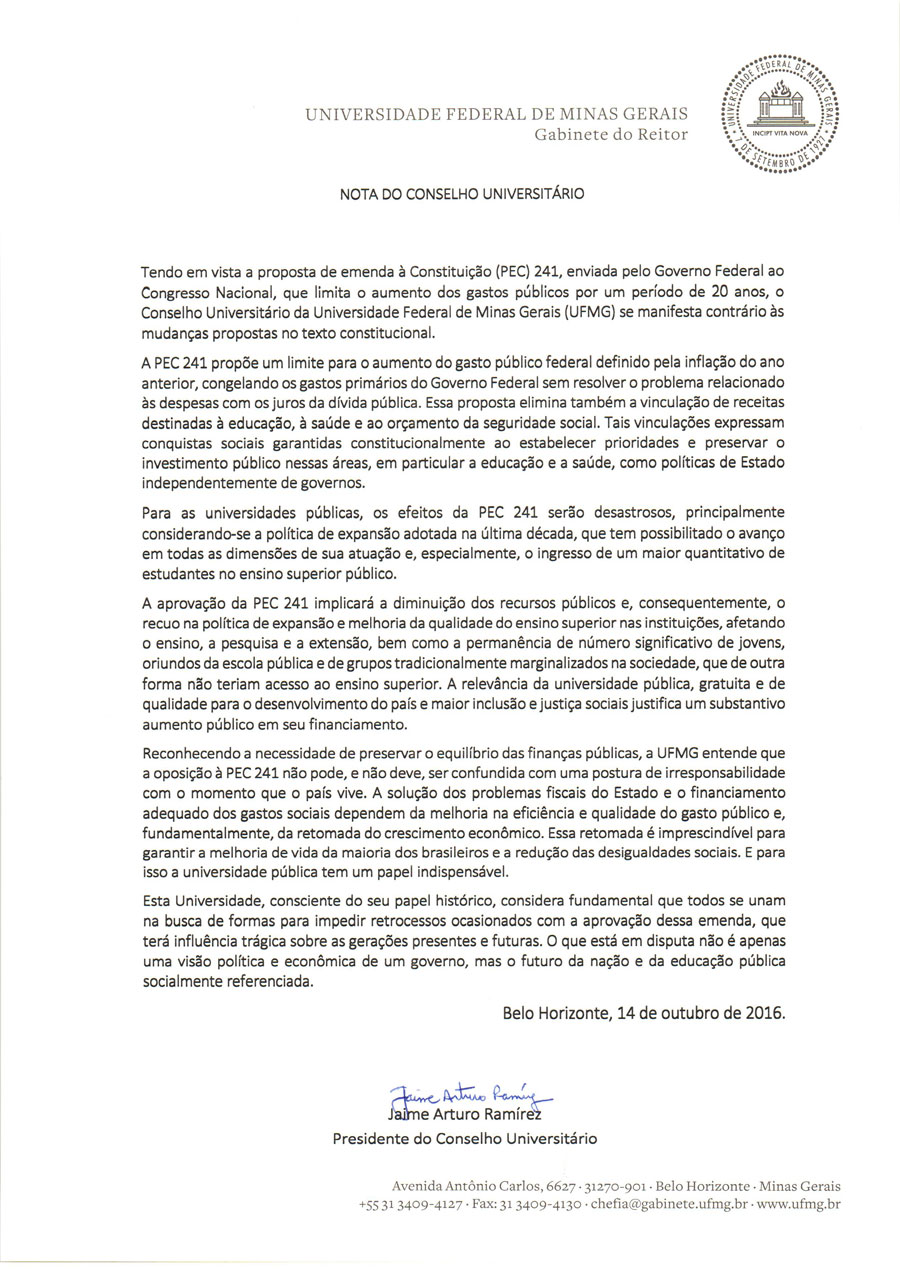 UNIVERSIDADE FEDERAL DE MINAS GERAIS
Gabinete do Reitor
UNIVERSIDADE FEDERAL DE MINAS GERAIS
INCIPT VITA NOVA
7 DE SETEMBRO DE 1927
NOTA DO CONSELHO UNIVERSITÁRIO
Tendo em vista a proposta de emenda à Constituição (PEC) 241, enviada pelo Governo Federal ao
Congresso Nacional, que limita o aumento dos gastos públicos por um período de 20 anos, o
Conselho Universitário da Universidade Federal de Minas Gerais (UFMG) se manifesta contrário às
mudanças propostas no texto constitucional.
A PEC 241 propõe um limite para o aumento do gasto público federal definido pela inflação do ano
anterior, congelando os gastos primários do Governo Federal sem resolver o problema relacionado
às despesas com os juros da dívida pública. Essa proposta elimina também a vinculação de receitas
destinadas à educação, à saúde e ao orçamento da seguridade social. Tais vinculações expressam
conquistas sociais garantidas constitucionalmente ao estabelecer prioridades e preservar o
investimento público nessas áreas, em particular a educação e a saúde, como políticas de Estado
independentemente de governos.
Para as universidades públicas, os efeitos da PEC 241 serão desastrosos, principalmente
considerando-se a política de expansão adotada na última década, que tem possibilitado o avanço
em todas as dimensões de sua atuação e, especialmente, o ingresso de um maior quantitativo de
estudantes no ensino superior público.
A aprovação da PEC 241 implicará a diminuição dos recursos públicos e, consequentemente, o
recuo na política de expansão e melhoria da qualidade do ensino superior nas instituições, afetando
o ensino, a pesquisa e a extensão, bem como a permanência de número significativo de jovens,
oriundos da escola pública e de grupos tradicionalmente marginalizados na sociedade, que de outra
forma não teriam acesso ao ensino superior. A relevância da universidade pública, gratuita e de
qualidade para o desenvolvimento do país e maior inclusão e justiça sociais justifica um substantivo
aumento público em seu financiamento.
Reconhecendo a necessidade de preservar o equilíbrio das finanças públicas, a UFMG entende que
a oposição à PEC 241 não pode, e não deve, ser confundida com uma postura de irresponsabilidade
com o momento que o país vive. A solução dos problemas fiscais do Estado e o financiamento
adequado dos gastos sociais dependem da melhoria na eficiência e qualidade do gasto público e,
fundamentalmente, da retomada do crescimento econômico. Essa retomada é imprescindível para
garantir a melhoria de vida da maioria dos brasileiros e a redução das desigualdades sociais. E para
isso a universidade pública tem um papel indispensável.
Esta Universidade, consciente do seu papel histórico, considera fundamental que todos se unam
na busca de formas para impedir retrocessos ocasionados com a aprovação dessa emenda, que
terá influência trágica sobre as gerações presentes e futuras. O que está em disputa não é apenas
uma visão política e econômica de um governo, mas o futuro da nação e da educação pública
socialmente referenciada.
Belo Horizonte, 14 de outubro de 2016.
Jaime Arturo Ramírez
Jaime Arturo Ramírez
Presidente do Conselho Universitário
Avenida Antônio Carlos, 6627 · 31270-901 · Belo Horizonte · Minas Gerais
+55 31 3409-4127 · Fax: 31 3409-4130 · chefia@gabinete.ufmg.br · www.ufmg.br